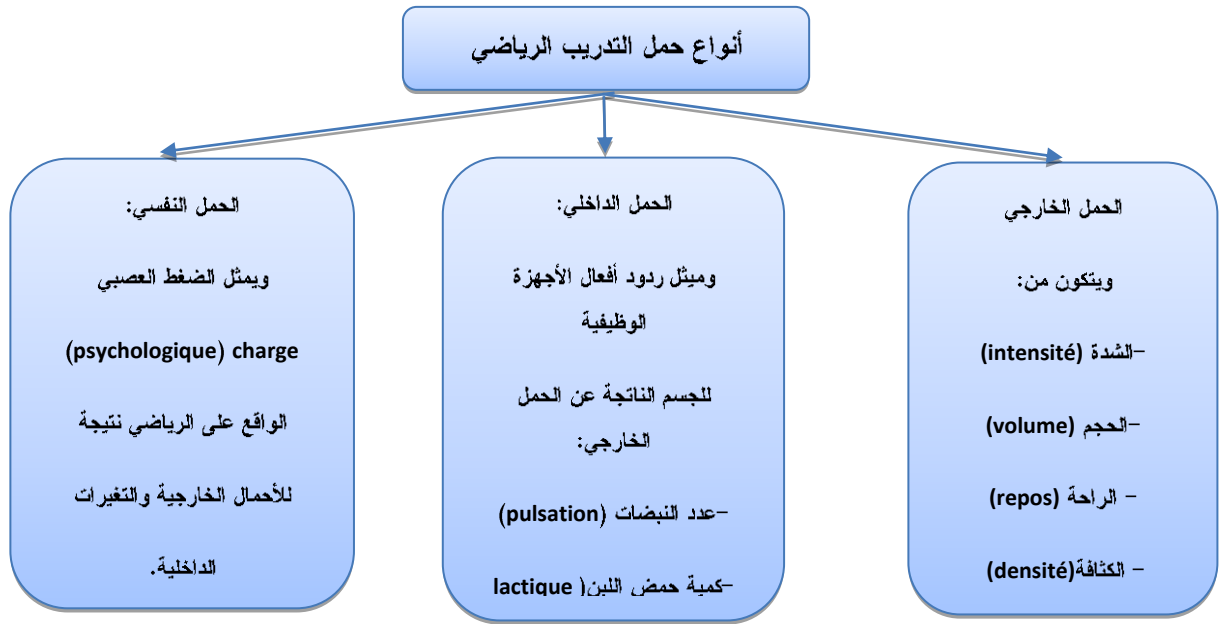 أنواع حمل التدريب الرياضي
الحمل الخارجي
ويتكون من:
-الشدة (intensité)
-الحجم (volume)
- الراحة (repos)
- الكثافة(densité)
الحمل الداخلي:
وميثل ردود أفعال الأجهزة
الوظيفية
للجسم الناتجة عن الحمل
الخارجي:
-عدد النبضات (pulsation)
-كمية حمض اللبن( lactique
الحمل النفسي:
ويمثل الضغط العصبي
(psychologique) charge
الواقع على الرياضي نتيجة
للأحمال الخارجية والتغيرات
الداخلية.